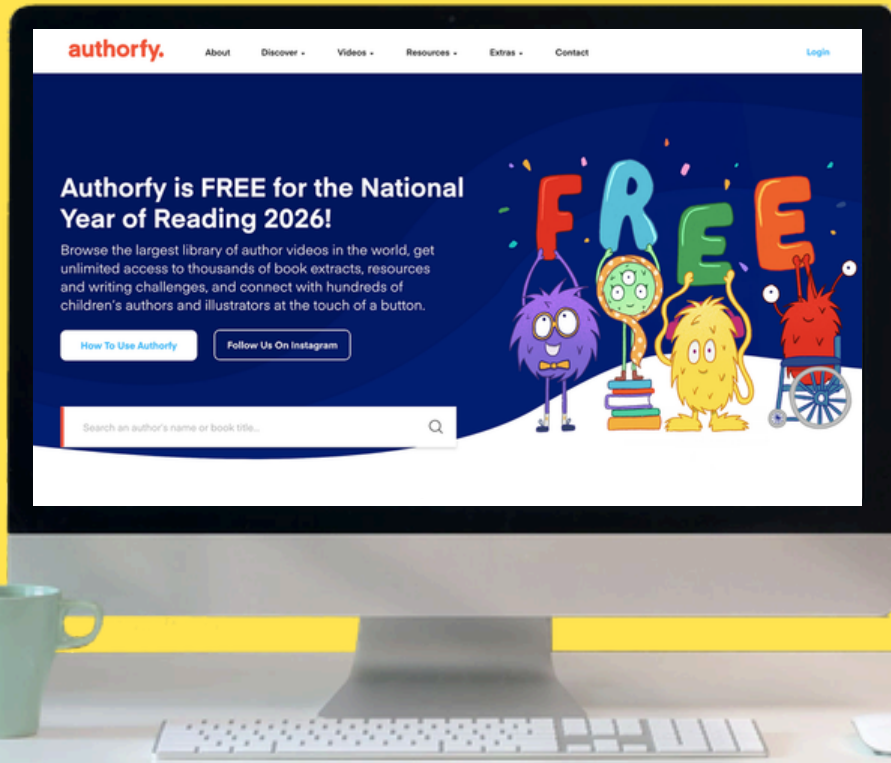 authorfy.
About
Discover
Videos
Resources
Extras
Contact
Login
Authorfy is FREE for the National
Year of Reading 2026!
Browse the largest library of author videos in the world, get
unlimited access to thousands of book extracts, resources
and writing challenges, and connect with hundreds of
children's authors and illustrators at the touch of a button.
How To Use Authorfy
Follow Us On Instagram
Search an author's name or book title...
FREE